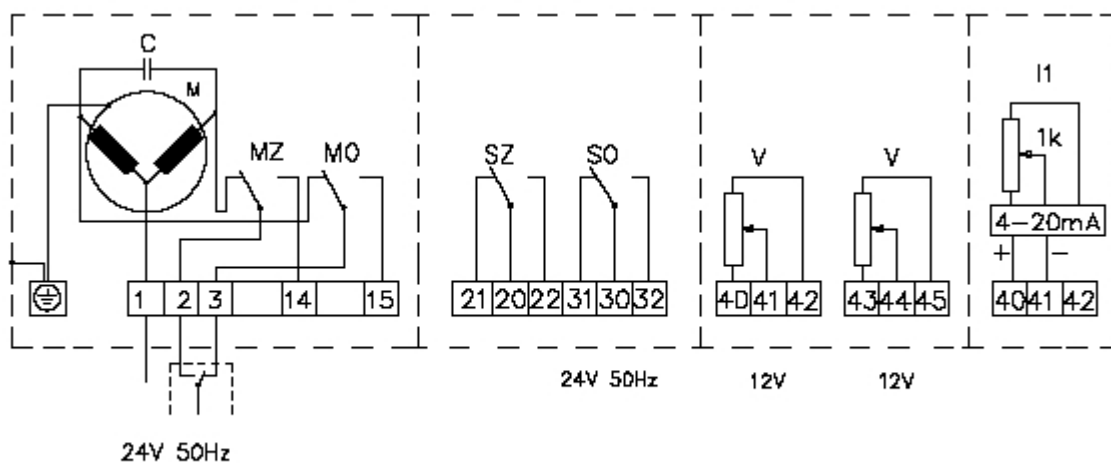 C
M
MZ MO
1 2 3 14 15
24V 50Hz
SZ SO
21 20 22 31 30 32
24V 50Hz
V V
40 41 42 43 44 45
12V 12V
I1
1k
4-20mA
+ -
40 41 42